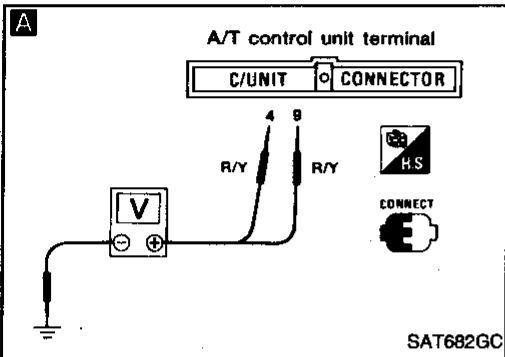 A
A/T control unit terminal
C/UNIT CONNECTOR
4 9
R/Y R/Y
H.S
V
CONNECT
SAT682GC